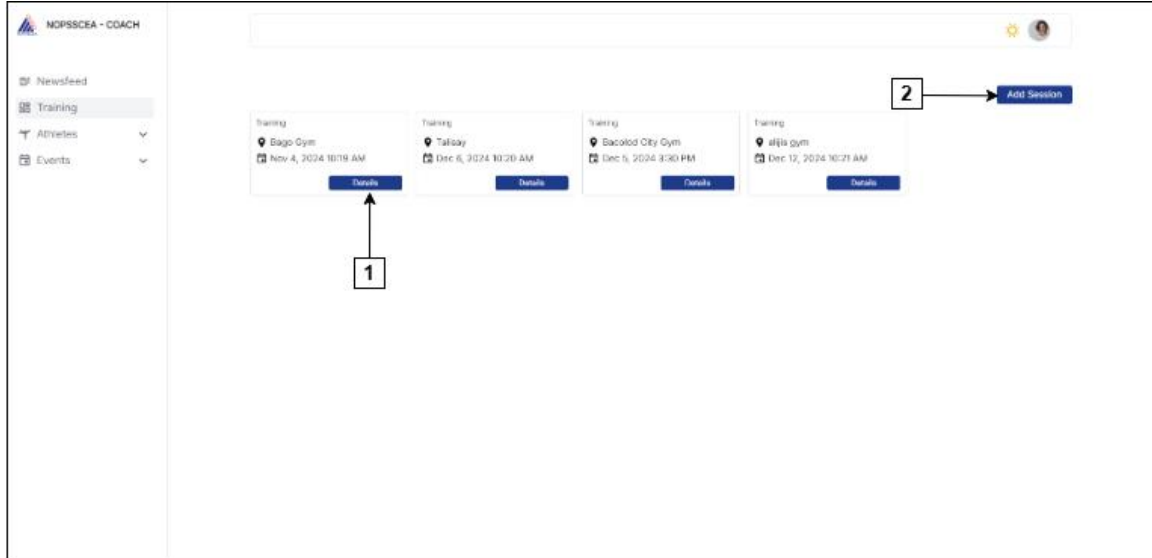 NOPSSCEA - COACH
Newsfeed
Training
Athletes
Events
2
Add Session
Training
Bago Gym
Nov 4, 2024 10:19 AM
Details
Training
Talisay
Dec 6, 2024 10:20 AM
Details
Training
Bacolod City Gym
Dec 5, 2024 3:30 PM
Details
Training
alijis gym
Dec 12, 2024 10:21 AM
Details
1